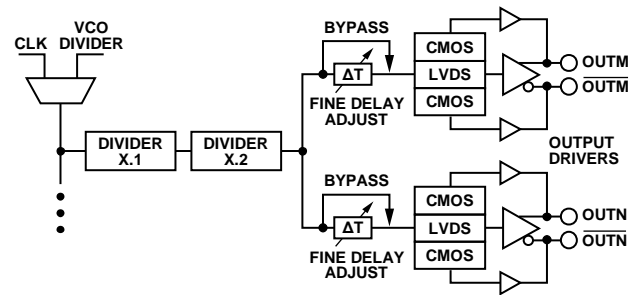 CLK
VCO
DIVIDER
DIVIDER
X.1
DIVIDER
X.2
BYPASS
ΔT
FINE DELAY
ADJUST
CMOS
LVDS
CMOS
OUTM
OUTM
OUTPUT
DRIVERS
BYPASS
ΔT
FINE DELAY
ADJUST
CMOS
LVDS
CMOS
OUTN
OUTN